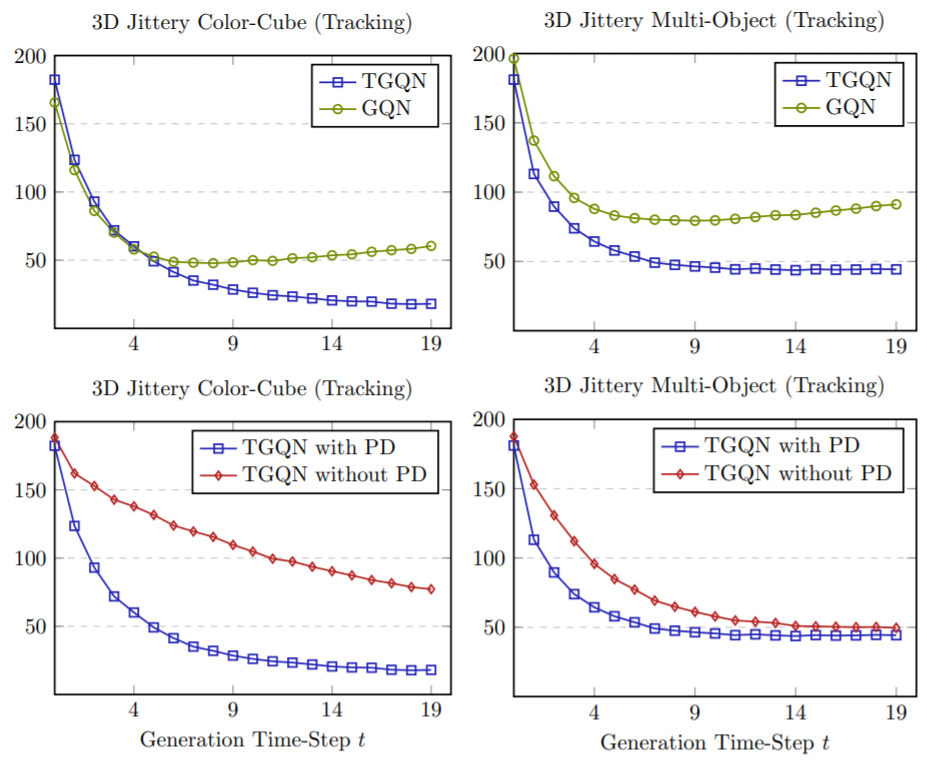 3D Jittery Color-Cube (Tracking)
200
150
100
50
4
9
14
19
TGQN
GQN
3D Jittery Multi-Object (Tracking)
200
150
100
50
4
9
14
19
TGQN
GQN
3D Jittery Color-Cube (Tracking)
200
150
100
50
4
9
14
19
TGQN with PD
TGQN without PD
Generation Time-Step t
3D Jittery Multi-Object (Tracking)
200
150
100
50
4
9
14
19
TGQN with PD
TGQN without PD
Generation Time-Step t